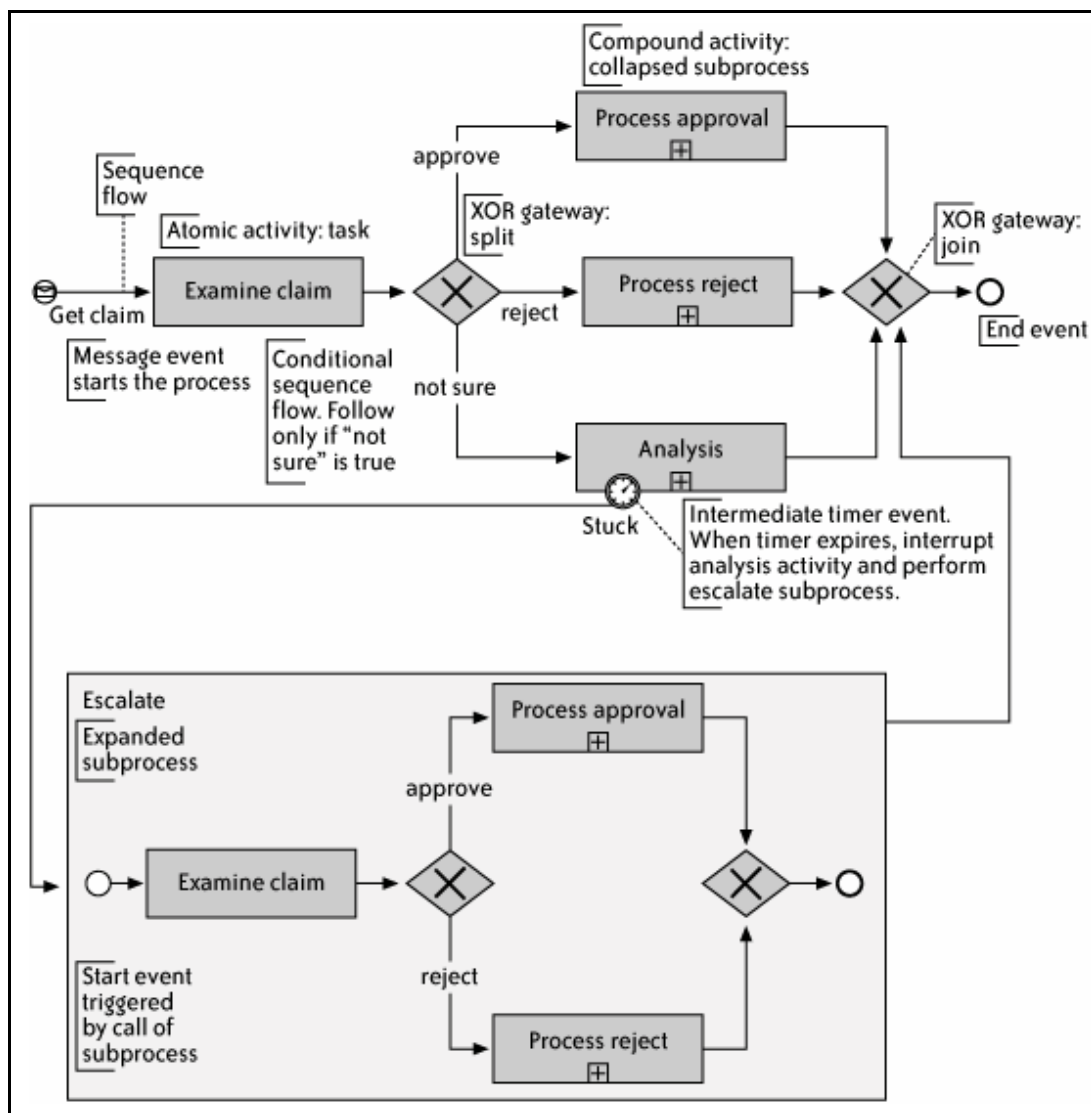 Compound activity:
collapsed subprocess
Process approval
approve
Sequence
flow
XOR gateway:
split
XOR gateway:
join
Atomic activity: task
Examine claim
Process reject
reject
Get claim
End event
Message event
starts the process
Conditional
sequence
flow. Follow
only if “not
sure” is true
not sure
Analysis
Stuck
Intermediate timer event.
When timer expires, interrupt
analysis activity and perform
escalate subprocess.
Escalate
Expanded
subprocess
Process approval
approve
Examine claim
reject
Start event
triggered
by call of
subprocess
Process reject